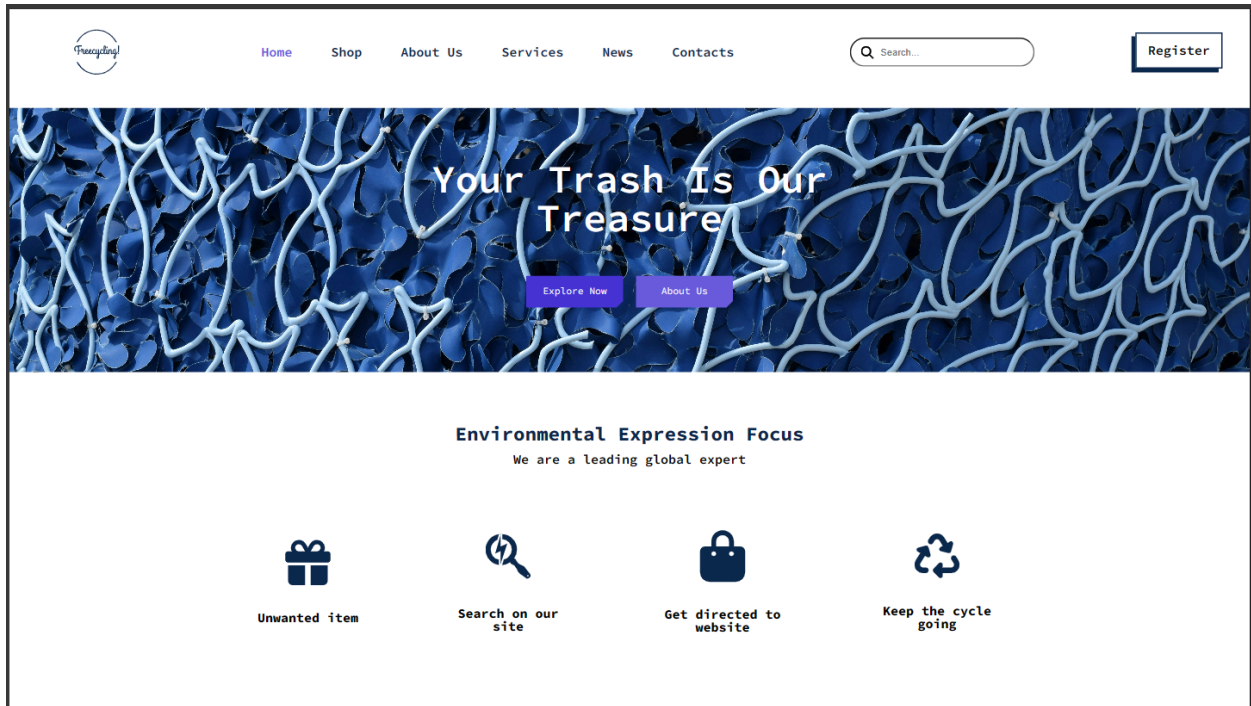 Freecycling!
Home
Shop
About Us
Services
News
Contacts
Search...
Register
Your Trash Is Our
Treasure
Explore Now
About Us
Environmental Expression Focus
We are a leading global expert
Unwanted item
Search on our
site
Get directed to
website
Keep the cycle
going